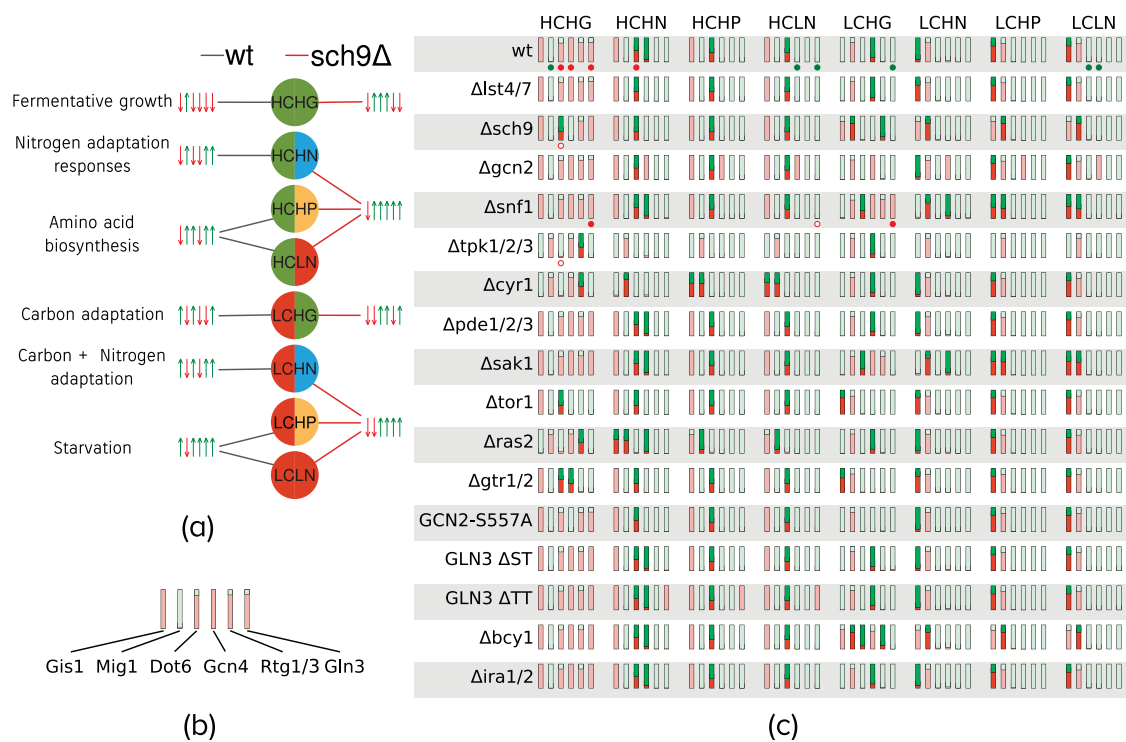 wt sch9Δ
Fermentative growth HCHG
Nitrogen adaptation
responses
HCHN
HCHP
Amino acid
biosynthesis
HCLN
Carbon adaptation LCHG
Carbon + Nitrogen
adaptation
LCHN
LCHP
Starvation
LCLN
(a)
Gis1 Mig1 Dot6 Gcn4 Rtg1/3 Gln3
(b)
HCHG HCHN HCHP HCLN LCHG LCHN LCHP LCLN
wt
Δlst4/7
Δsch9
Δgcn2
Δsnf1
Δtpk1/2/3
Δcyr1
Δpde1/2/3
Δsak1
Δtor1
Δras2
Δgtr1/2
GCN2-S557A
GLN3 ΔST
GLN3 ΔTT
Δbcy1
Δira1/2
(c)